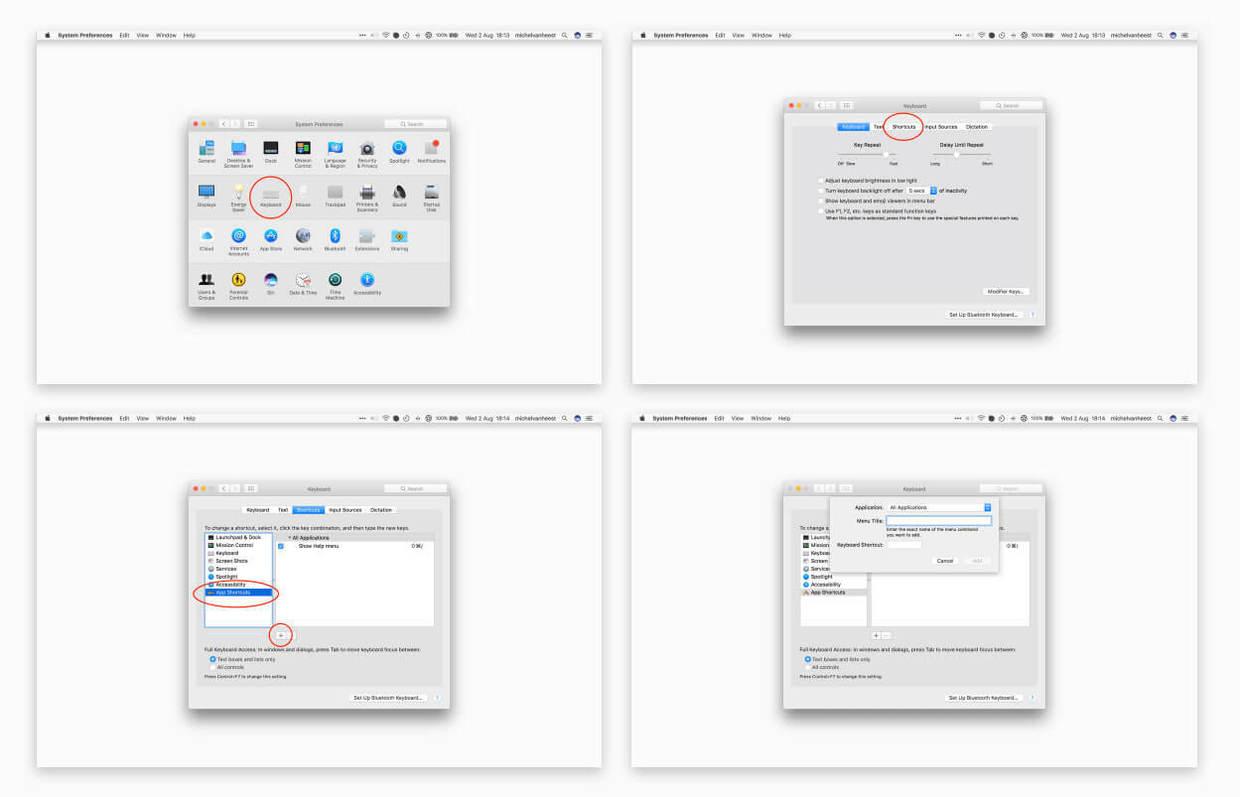 System Preferences Edit View Window Help
100% Wed 2 Aug 18:13 michelvanheest
System Preferences
Search
General Desktop & Screen Saver Dock Mission Control Language & Region Security & Privacy Spotlight Notifications
Displays Energy Saver Keyboard Mouse Trackpad Printers & Scanners Sound Startup Disk
iCloud Internet Accounts App Store Network Bluetooth Extensions Sharing
Users & Groups Parental Controls Siri Date & Time Time Machine Accessibility
System Preferences Edit View Window Help
100% Wed 2 Aug 18:13 michelvanheest
Keyboard
Search
Keyboard Text Shortcuts Input Sources Dictation
Key Repeat Delay Until Repeat
Off Slow Fast Long Short
Adjust keyboard brightness in low light
Turn keyboard backlight off after 5 secs of inactivity
Show keyboard and emoji viewers in menu bar
Use F1, F2, etc. keys as standard function keys
When this option is selected, press the Fn key to use the special features printed on each key.
Modifier Keys...
Set Up Bluetooth Keyboard... ?
System Preferences Edit View Window Help
100% Wed 2 Aug 18:14 michelvanheest
Keyboard
Search
Keyboard Text Shortcuts Input Sources Dictation
To change a shortcut, select it, click the key combination, and then type the new keys.
Launchpad & Dock
Mission Control
Keyboard
Screen Shots
Services
Spotlight
Accessibility
App Shortcuts
All Applications
Show Help menu ⇧⌘/
+
Full Keyboard Access: In windows and dialogs, press Tab to move keyboard focus between:
Text boxes and lists only
All controls
Press Control+F7 to change this setting.
Set Up Bluetooth Keyboard... ?
System Preferences Edit View Window Help
100% Wed 2 Aug 18:14 michelvanheest
Keyboard
Search
Application: All Applications
Menu Title:
Enter the exact name of the menu command
you want to add.
Keyboard Shortcut:
Cancel Add
To change a
s.
Launch
Mission
Keyboa
Screen
Service
Spotlight
Accessibility
App Shortcuts
⇧⌘/
+ −
Full Keyboard Access: In windows and dialogs, press Tab to move keyboard focus between:
Text boxes and lists only
All controls
Press Control+F7 to change this setting.
Set Up Bluetooth Keyboard... ?